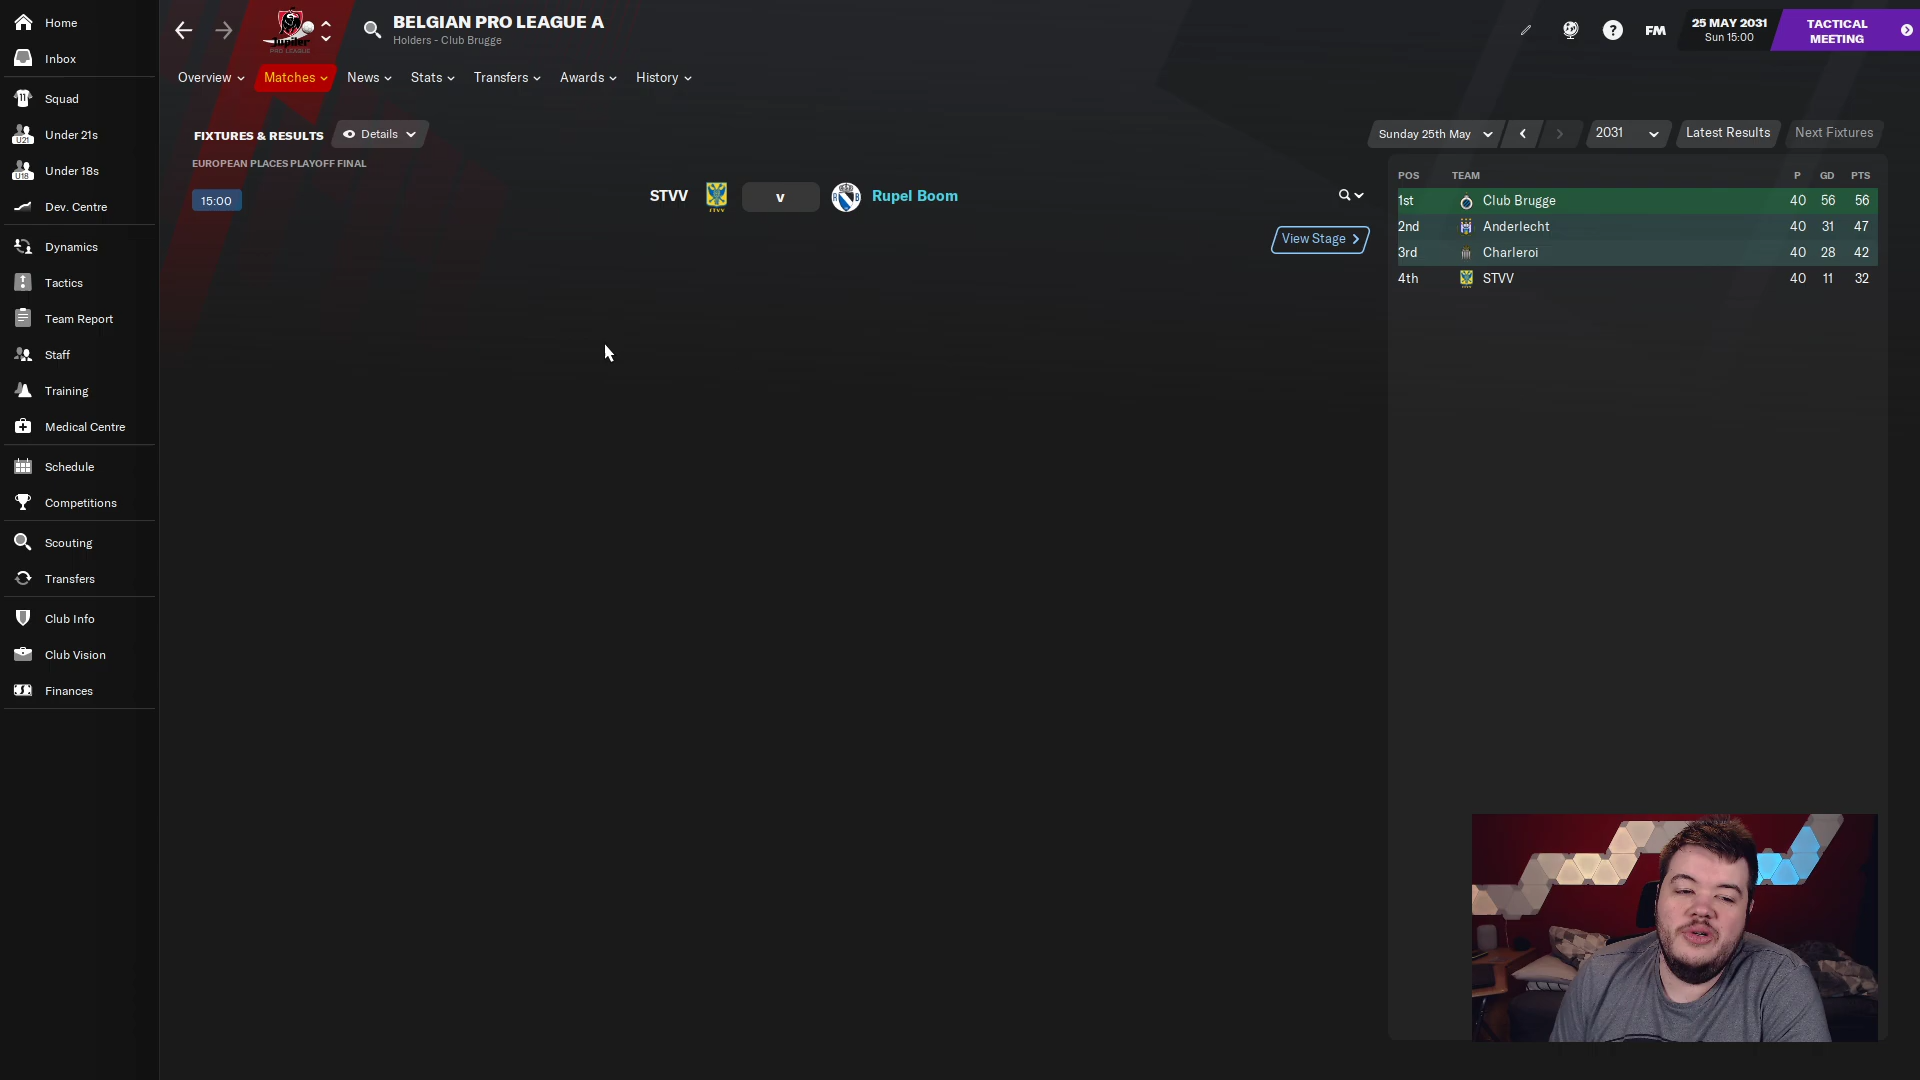 Home
Inbox
Squad
Under 21s
Under 18s
Dev. Centre
Dynamics
Tactics
Team Report
Staff
Training
Medical Centre
Schedule
Competitions
Scouting
Transfers
Club Info
Club Vision
Finances
BELGIAN PRO LEAGUE A
Holders - Club Brugge
FM
25 MAY 2031
Sun 15:00
TACTICAL
MEETING
Overview Matches News Stats Transfers Awards History
FIXTURES & RESULTS Details
Sunday 25th May 2031 Latest Results Next Fixtures
EUROPEAN PLACES PLAYOFF FINAL
15:00 STVV v Rupel Boom
View Stage
POS TEAM P GD PTS
1st Club Brugge 40 56 56
2nd Anderlecht 40 31 47
3rd Charleroi 40 28 42
4th STVV 40 11 32